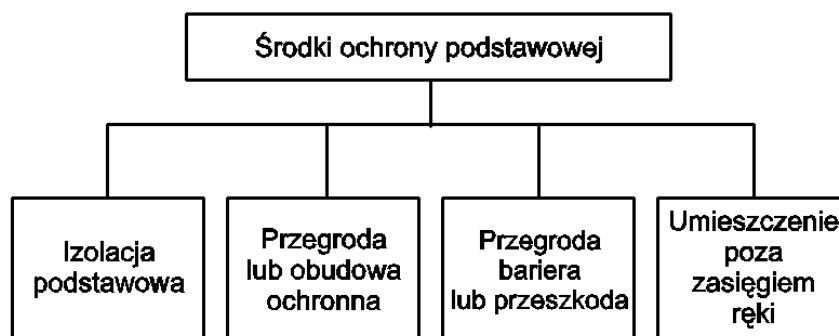 Środki ochrony podstawowej
Izolacja
podstawowa
Przegroda
lub obudowa
ochronna
Przegroda
bariera
lub przeszkoda
Umieszczenie
poza
zasięgiem
ręki